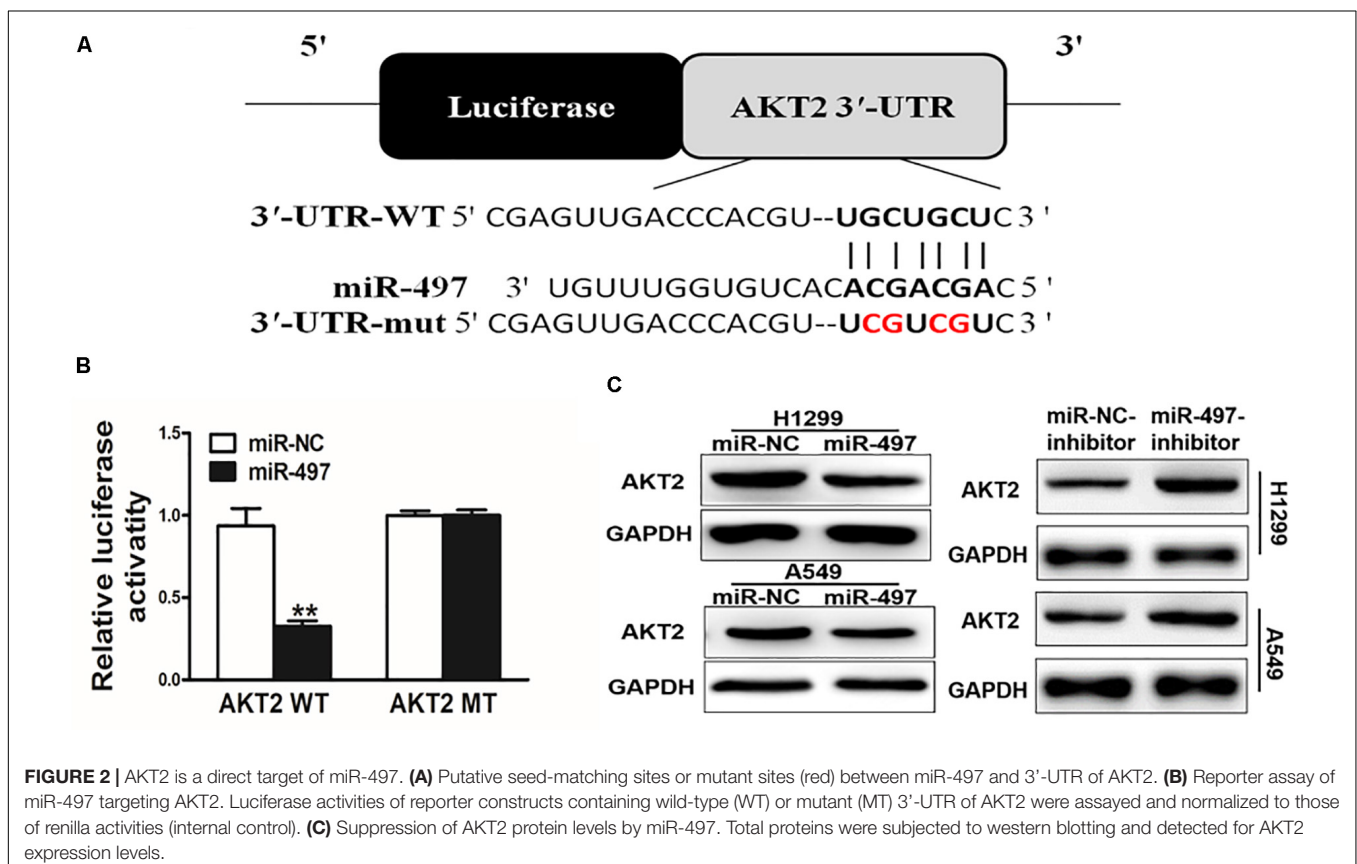 A
5' 3'
Luciferase AKT2 3′-UTR
3′-UTR-WT 5' CGAGUUGACCCACGU--UGCUGCUC 3 '
miR-497 3' UGUUUGGUGUCACACGACGAC 5 '
3′-UTR-mut 5' CGAGUUGACCCACGU--UCGUCGUC 3 '
B
Relative luciferase
activatity
1.5
1.0
0.5
0.0
miR-NC
miR-497
**
AKT2 WT AKT2 MT
C
H1299
miR-NC miR-497
AKT2
GAPDH
A549
miR-NC miR-497
AKT2
GAPDH
miR-NC- miR-497-
inhibitor inhibitor
AKT2
GAPDH
H1299
AKT2
GAPDH
A549
FIGURE 2 | AKT2 is a direct target of miR-497. (A) Putative seed-matching sites or mutant sites (red) between miR-497 and 3’-UTR of AKT2. (B) Reporter assay of
miR-497 targeting AKT2. Luciferase activities of reporter constructs containing wild-type (WT) or mutant (MT) 3’-UTR of AKT2 were assayed and normalized to those
of renilla activities (internal control). (C) Suppression of AKT2 protein levels by miR-497. Total proteins were subjected to western blotting and detected for AKT2
expression levels.